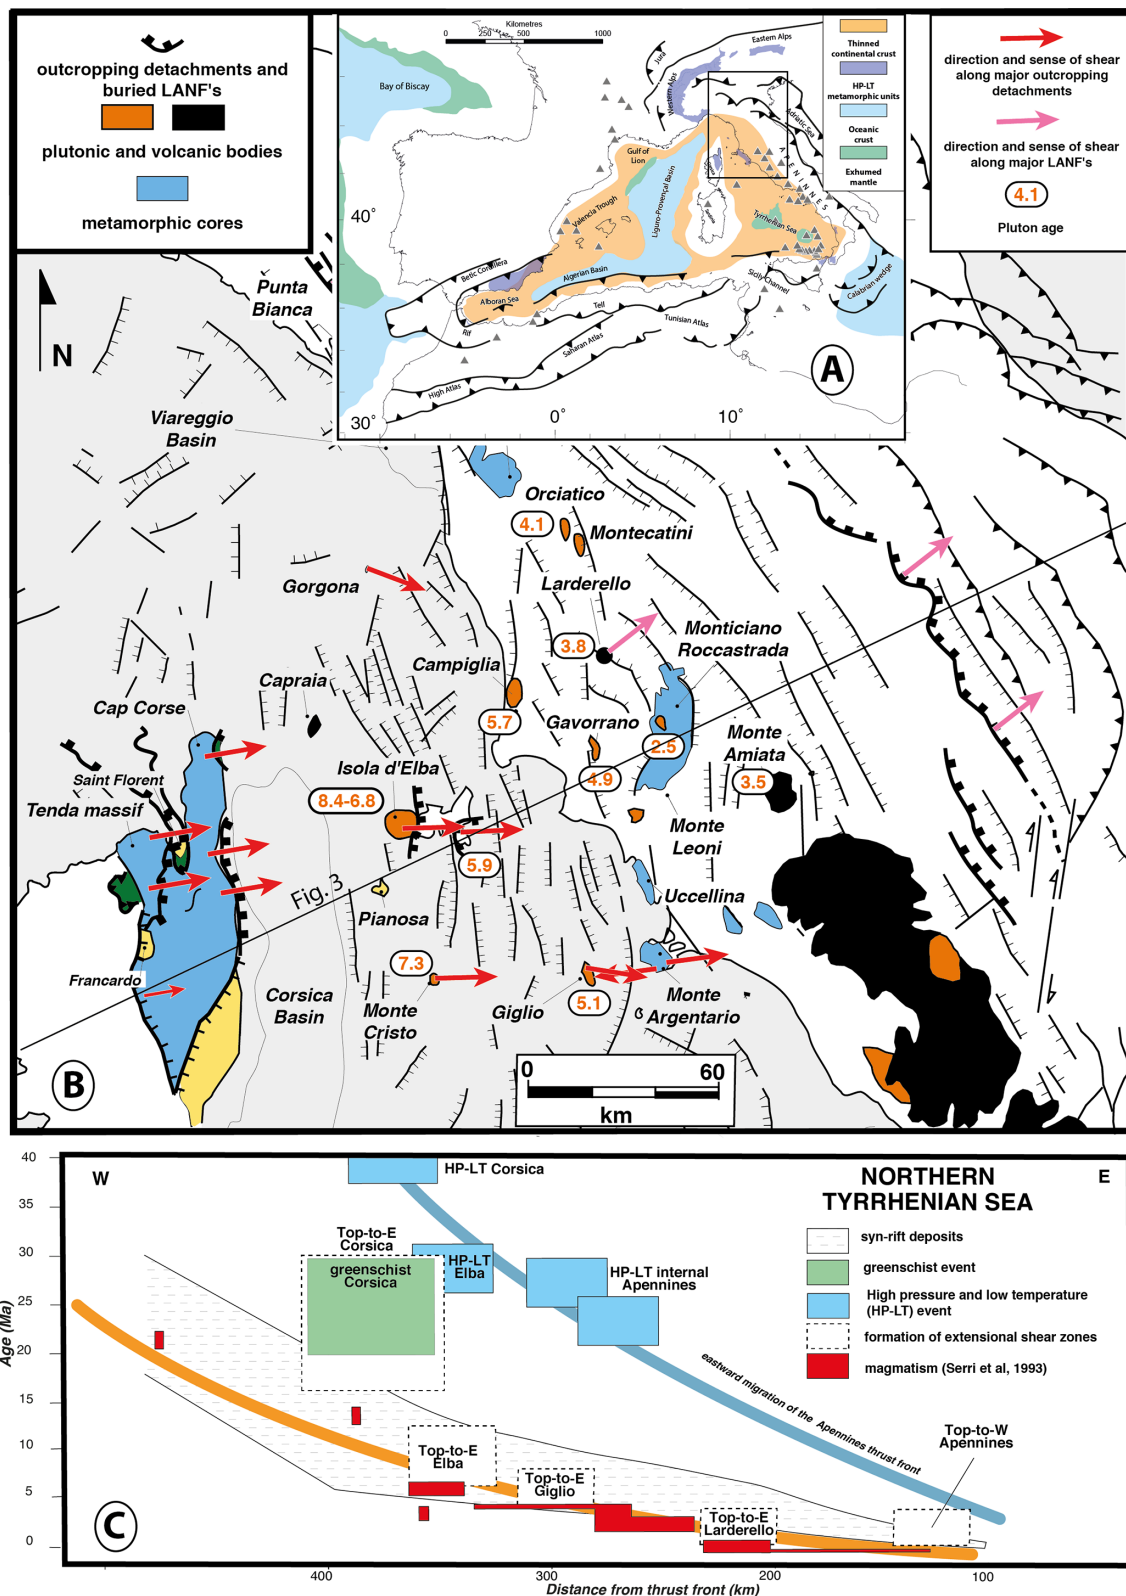 outcropping detachments and
buried LANF's
plutonic and volcanic bodies
metamorphic cores
Kilometres
0 250 500 1000
Bay of Biscay
Jura
Eastern Alps
Western Alps
Adriatic Sea
APENNINES
Gulf of
Lion
Liguro-Provençal Basin
Valencia Trough
Corsica
Sardinia
Tyrrhenian Sea
Betic Cordillera
Algerian Basin
Alboran Sea
Sicily Channel
Calabrian wedge
Rif
Tell
Tunisian Atlas
Saharan Atlas
High Atlas
40°
30°
0°
10°
A
Thinned
continental crust
HP-LT
metamorphic units
Oceanic
crust
Exhumed
mantle
direction and sense of shear
along major outcropping
detachments
direction and sense of shear
along major LANF's
4.1
Pluton age
N
Punta
Bianca
Viareggio
Basin
Orciatico
4.1
Montecatini
Gorgona
Larderello
3.8
Monticiano
Roccastrada
Campiglia
Capraia
Cap Corse
5.7
Gavorrano
2.5
Monte
Amiata
4.9
3.5
Saint Florent
Isola d'Elba
Tenda massif
8.4-6.8
Monte
Leoni
5.9
Fig. 3
Uccellina
Pianosa
7.3
Francardo
Corsica
Basin
Monte
Cristo
Giglio
5.1
Monte
Argentario
B
0 60
km
40
35
30
25
20
15
10
5
0
Age (Ma)
W
E
HP-LT Corsica
Top-to-E
Corsica
greenschist
Corsica
HP-LT
Elba
HP-LT internal
Apennines
NORTHERN
TYRRHENIAN SEA
syn-rift deposits
greenschist event
High pressure and low temperature
(HP-LT) event
formation of extensional shear zones
magmatism (Serri et al, 1993)
eastward migration of the Apennines thrust front
Top-to-W
Apennines
Top-to-E
Elba
Top-to-E
Giglio
Top-to-E
Larderello
C
400 300 200 100
Distance from thrust front (km)